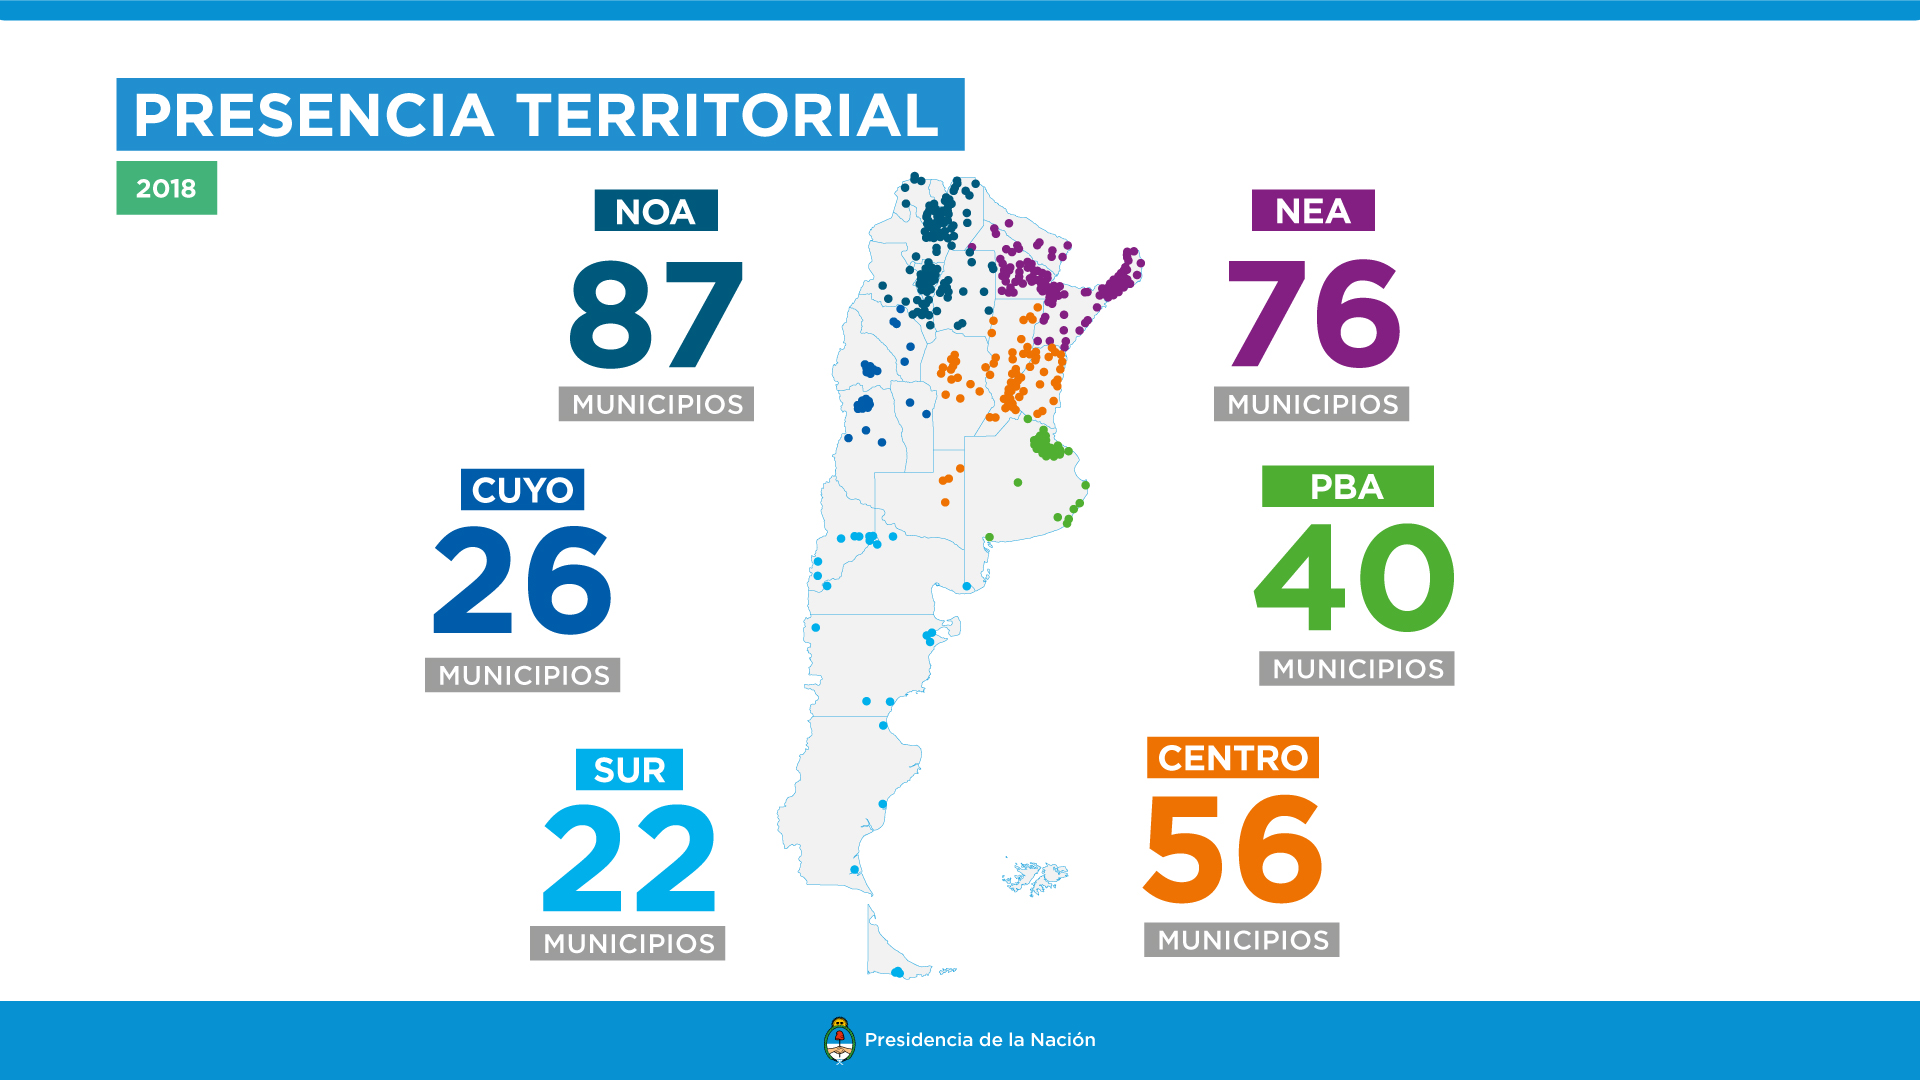 PRESENCIA TERRITORIAL
2018
NOA
87
MUNICIPIOS
NEA
76
MUNICIPIOS
CUYO
26
MUNICIPIOS
PBA
40
MUNICIPIOS
SUR
22
MUNICIPIOS
CENTRO
56
MUNICIPIOS
Presidencia de la Nación